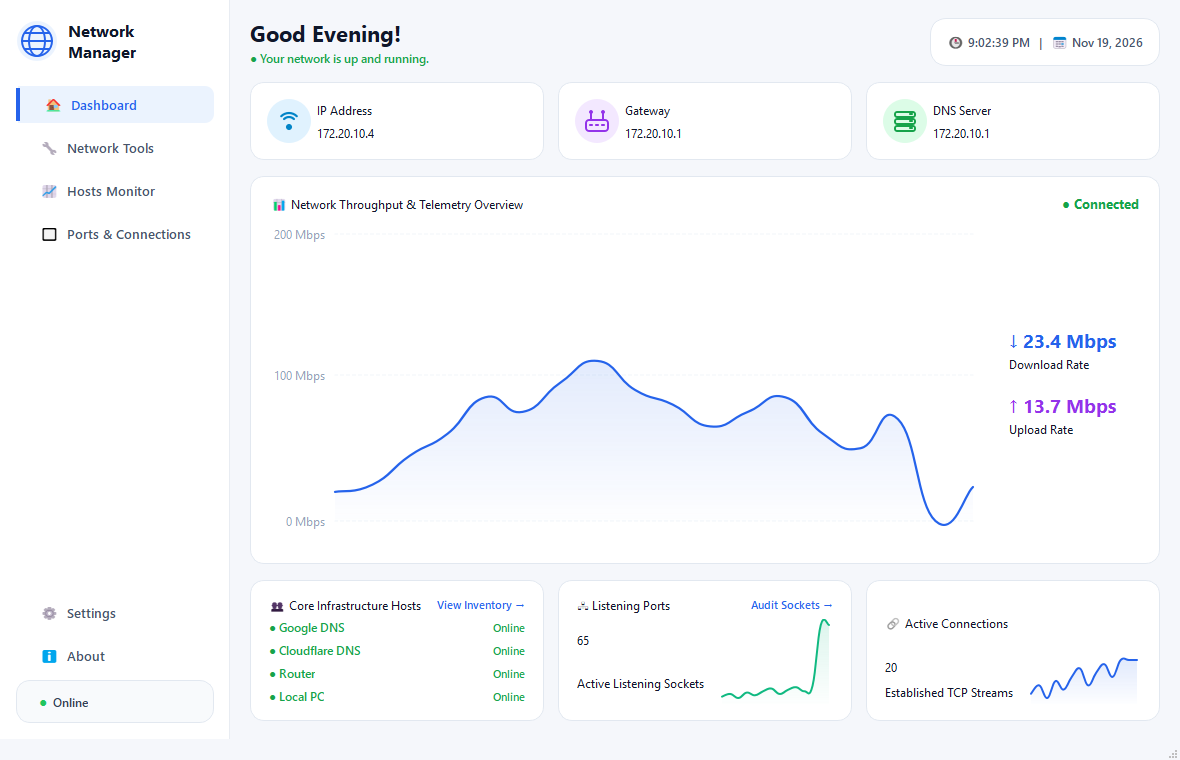 Network
Manager
Dashboard
Network Tools
Hosts Monitor
Ports & Connections
Settings
About
● Online
Good Evening!
● Your network is up and running.
9:02:39 PM | Nov 19, 2026
IP Address
172.20.10.4
Gateway
172.20.10.1
DNS Server
172.20.10.1
Network Throughput & Telemetry Overview
● Connected
200 Mbps
100 Mbps
0 Mbps
↓ 23.4 Mbps
Download Rate
↑ 13.7 Mbps
Upload Rate
Core Infrastructure Hosts View Inventory →
● Google DNS Online
● Cloudflare DNS Online
● Router Online
● Local PC Online
Listening Ports Audit Sockets →
65
Active Listening Sockets
Active Connections
20
Established TCP Streams